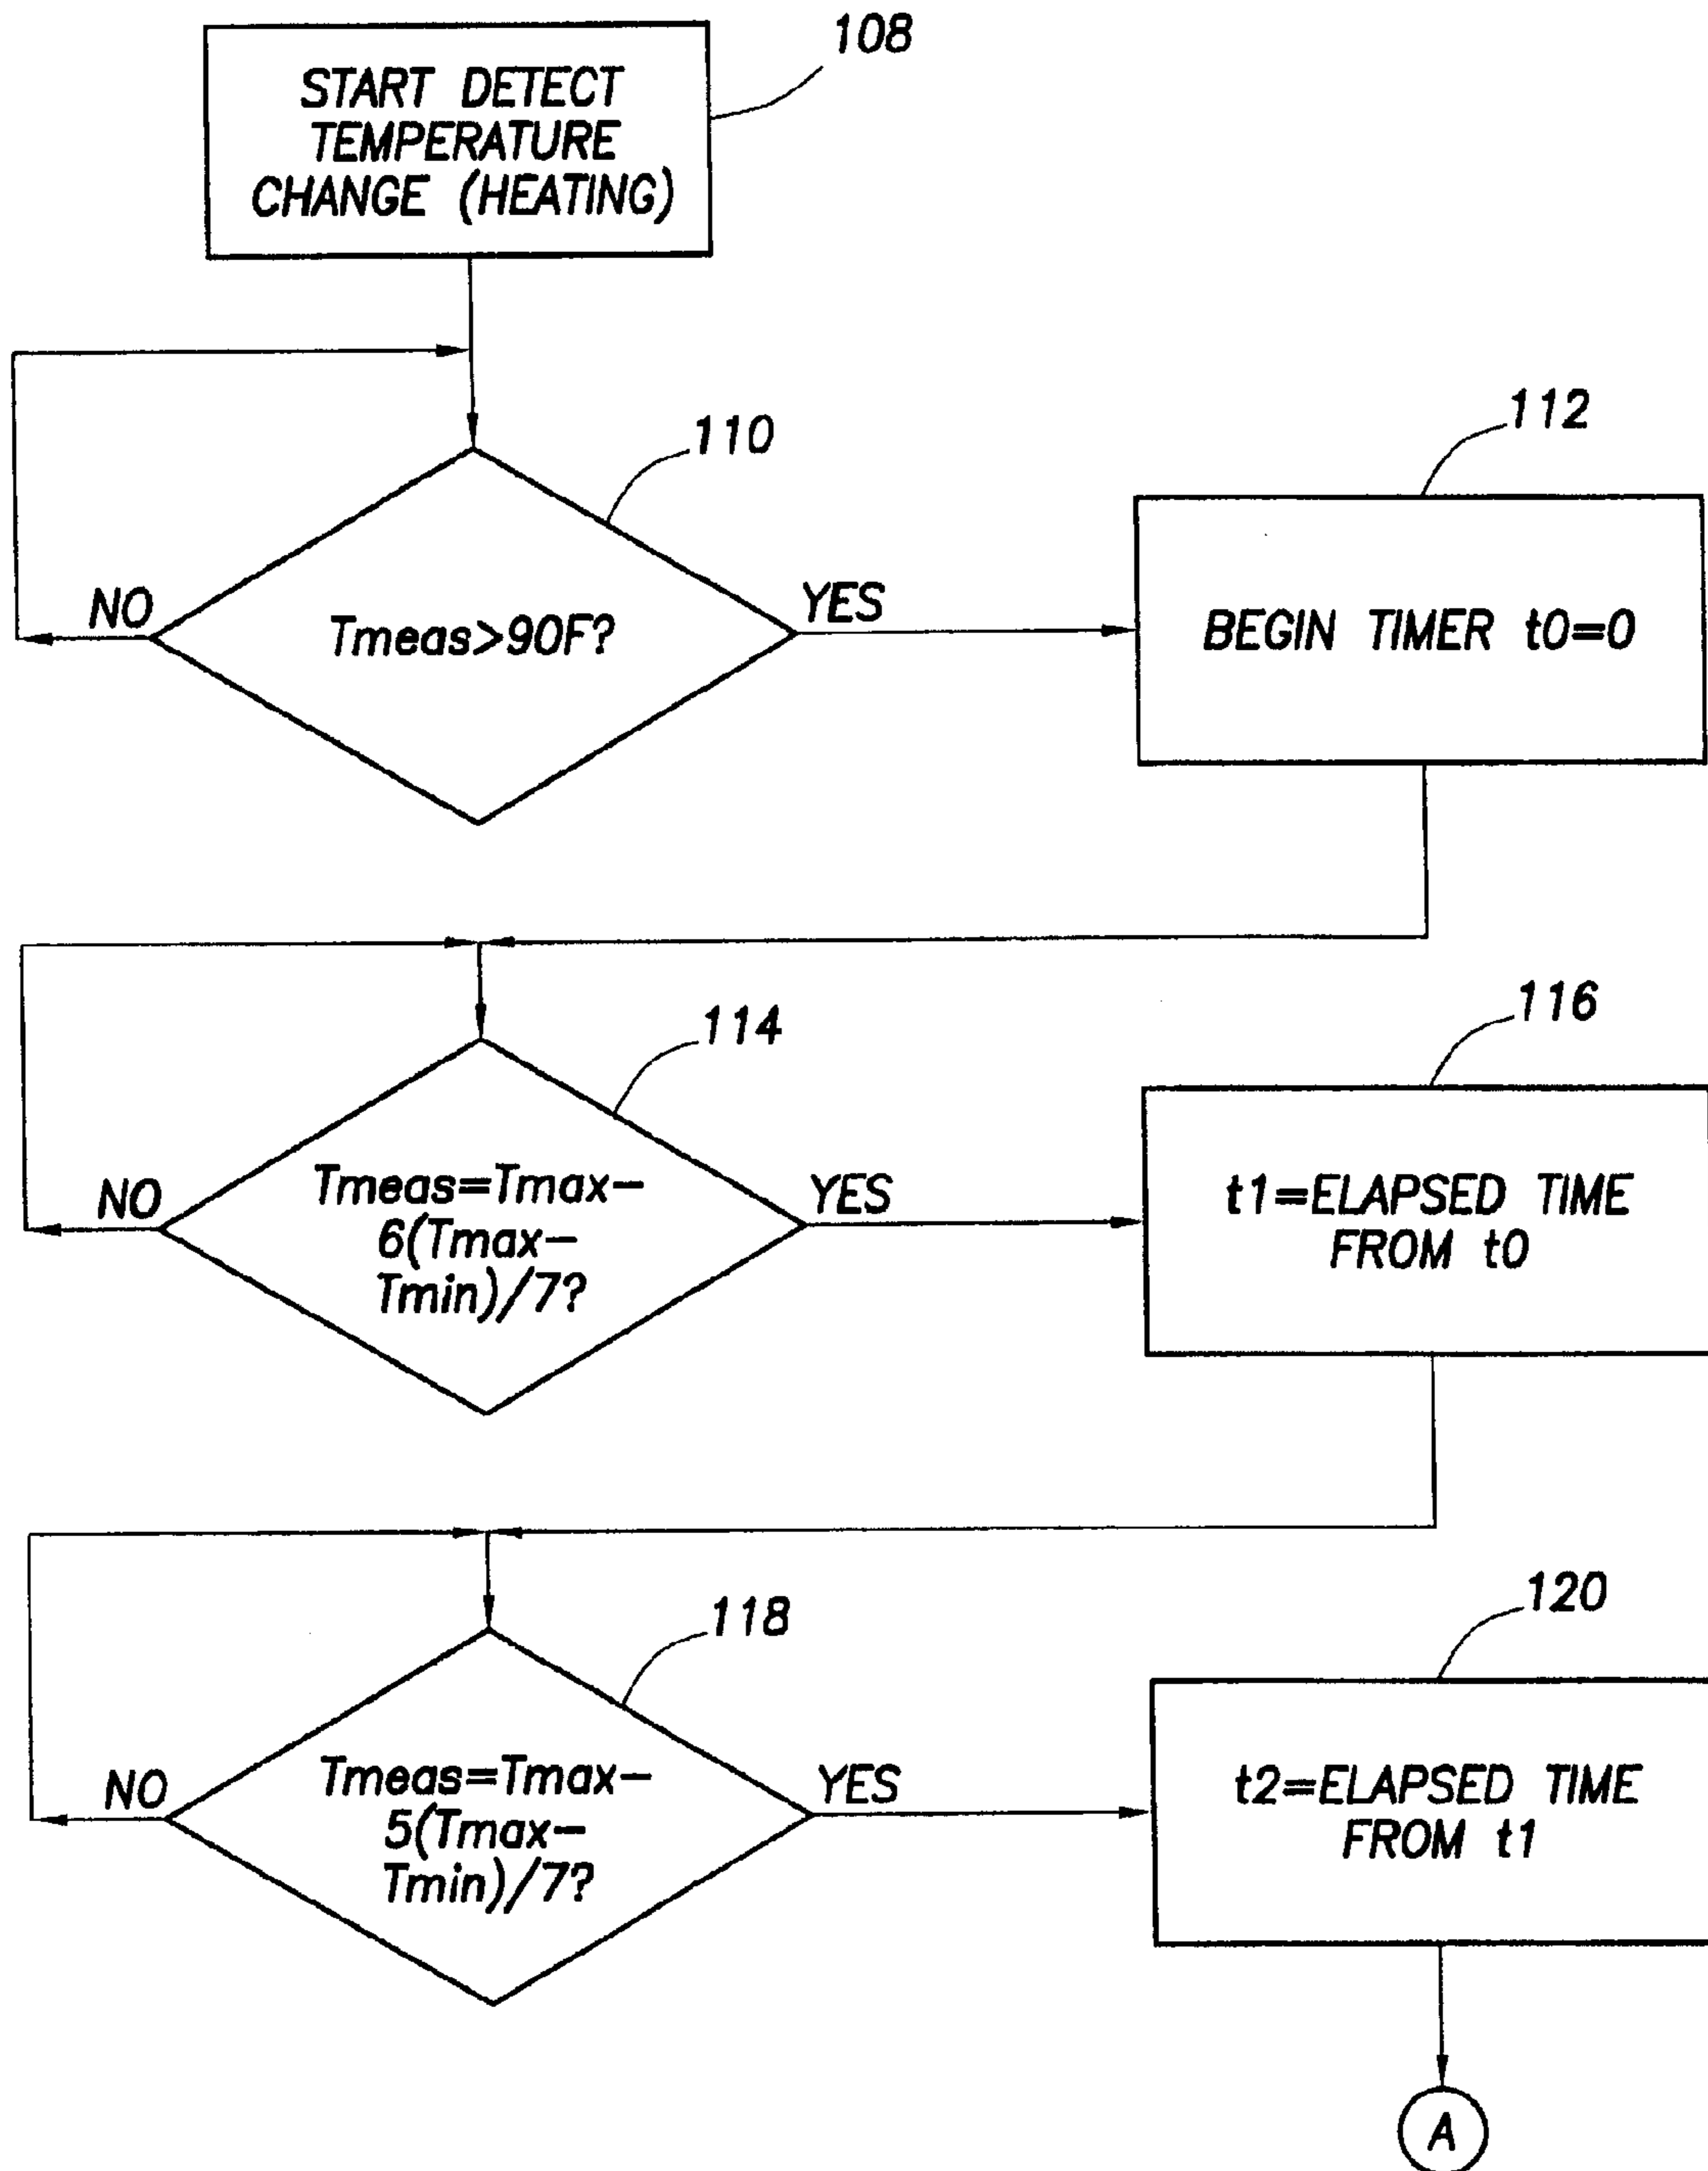 108
START DETECT
TEMPERATURE
CHANGE (HEATING)
110
112
NO
Tmeas>90F?
YES
BEGIN TIMER t0=0
114
116
NO
Tmeas=Tmax-
6(Tmax-
Tmin)/7?
YES
t1=ELAPSED TIME
FROM t0
118
120
NO
Tmeas=Tmax-
5(Tmax-
Tmin)/7?
YES
t2=ELAPSED TIME
FROM t1
A